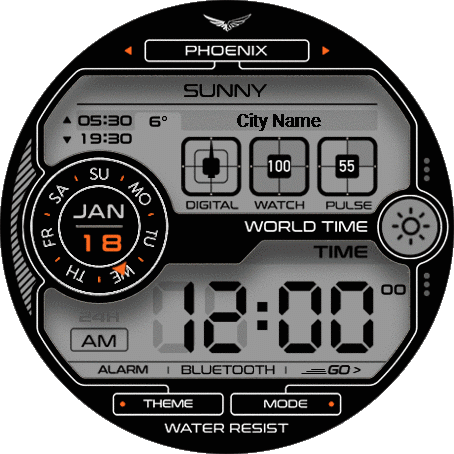 PHOENIX
SUNNY
05:30 6° City Name
19:30
100 55
DIGITAL WATCH PULSE
SU MO TU WE TH FR SA
JAN
18
WORLD TIME
TIME
24H
12:00 00
AM
ALARM BLUETOOTH GO >
THEME MODE
WATER RESIST